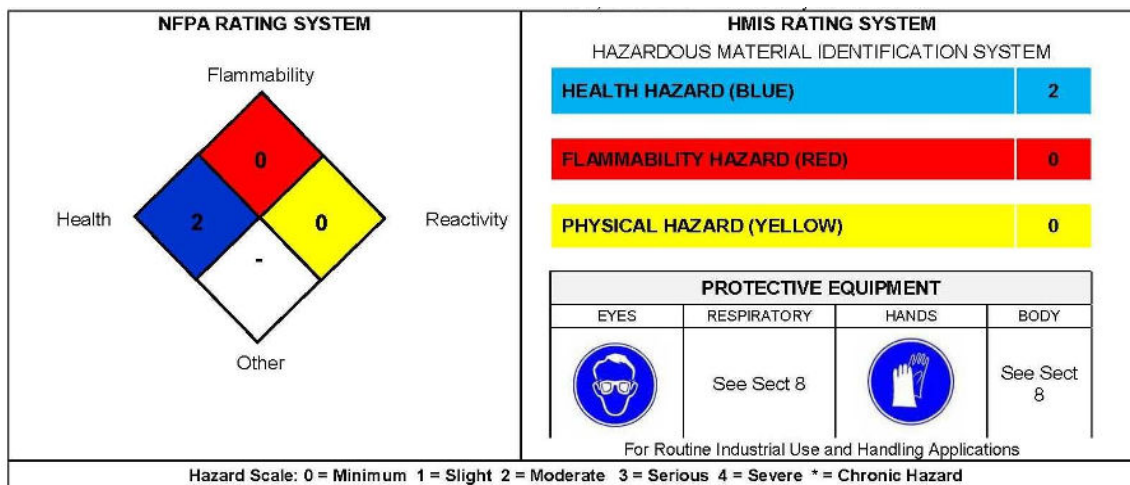 NFPA RATING SYSTEM
Flammability
0
Health
2
0
Reactivity
-
Other
HMIS RATING SYSTEM
HAZARDOUS MATERIAL IDENTIFICATION SYSTEM
HEALTH HAZARD (BLUE) 2
FLAMMABILITY HAZARD (RED) 0
PHYSICAL HAZARD (YELLOW) 0
PROTECTIVE EQUIPMENT
EYES RESPIRATORY HANDS BODY
See Sect 8
See Sect
8
For Routine Industrial Use and Handling Applications
Hazard Scale: 0 = Minimum 1 = Slight 2 = Moderate 3 = Serious 4 = Severe * = Chronic Hazard